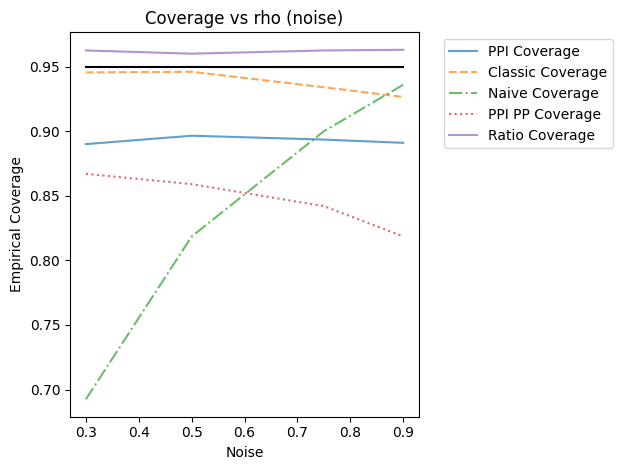 Coverage vs rho (noise)
Empirical Coverage
0.95
0.90
0.85
0.80
0.75
0.70
0.3 0.4 0.5 0.6 0.7 0.8 0.9
Noise
PPI Coverage
Classic Coverage
Naive Coverage
PPI PP Coverage
Ratio Coverage